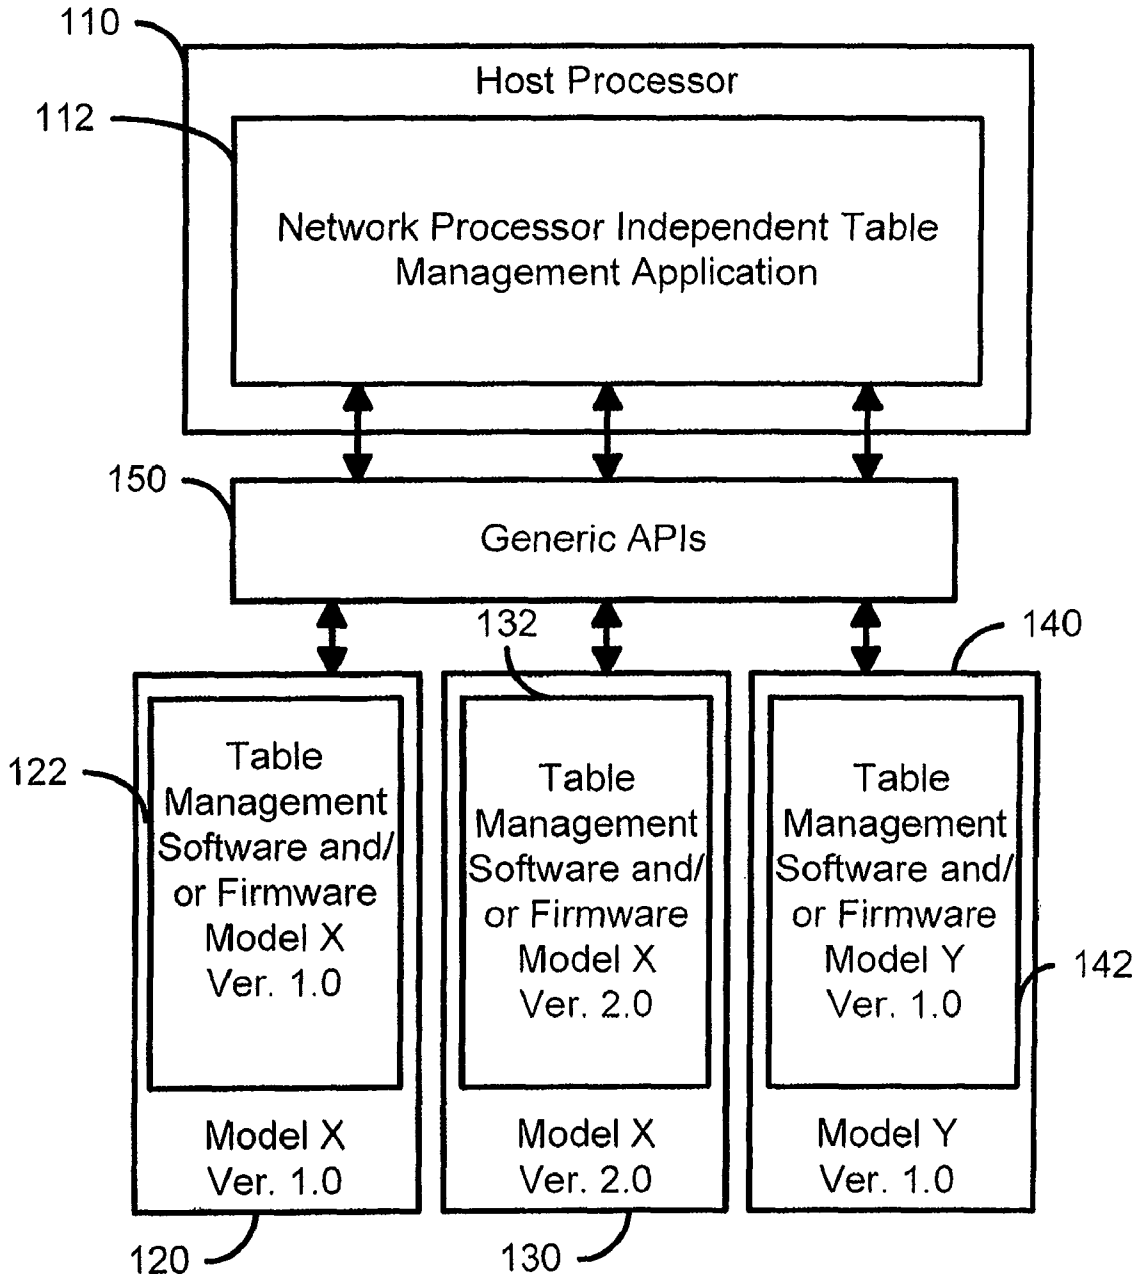 110
Host Processor
112
Network Processor Independent Table
Management Application
150
Generic APIs
132
140
122
Table
Management
Software and/
or Firmware
Model X
Ver. 1.0
Table
Management
Software and/
or Firmware
Model X
Ver. 2.0
Table
Management
Software and/
or Firmware
Model Y
Ver. 1.0
142
Model X
Ver. 1.0
Model X
Ver. 2.0
Model Y
Ver. 1.0
120
130